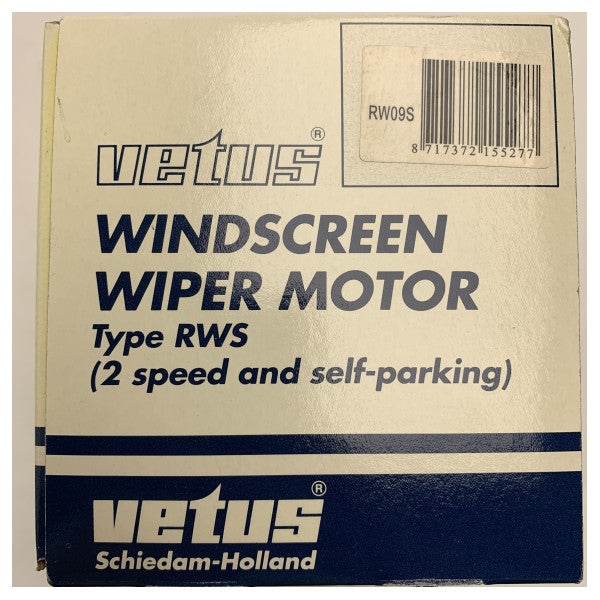 RW09S
8 717372 155277
vetus®
WINDSCREEN
WIPER MOTOR
Type RWS
(2 speed and self-parking)
vetus®
Schiedam-Holland